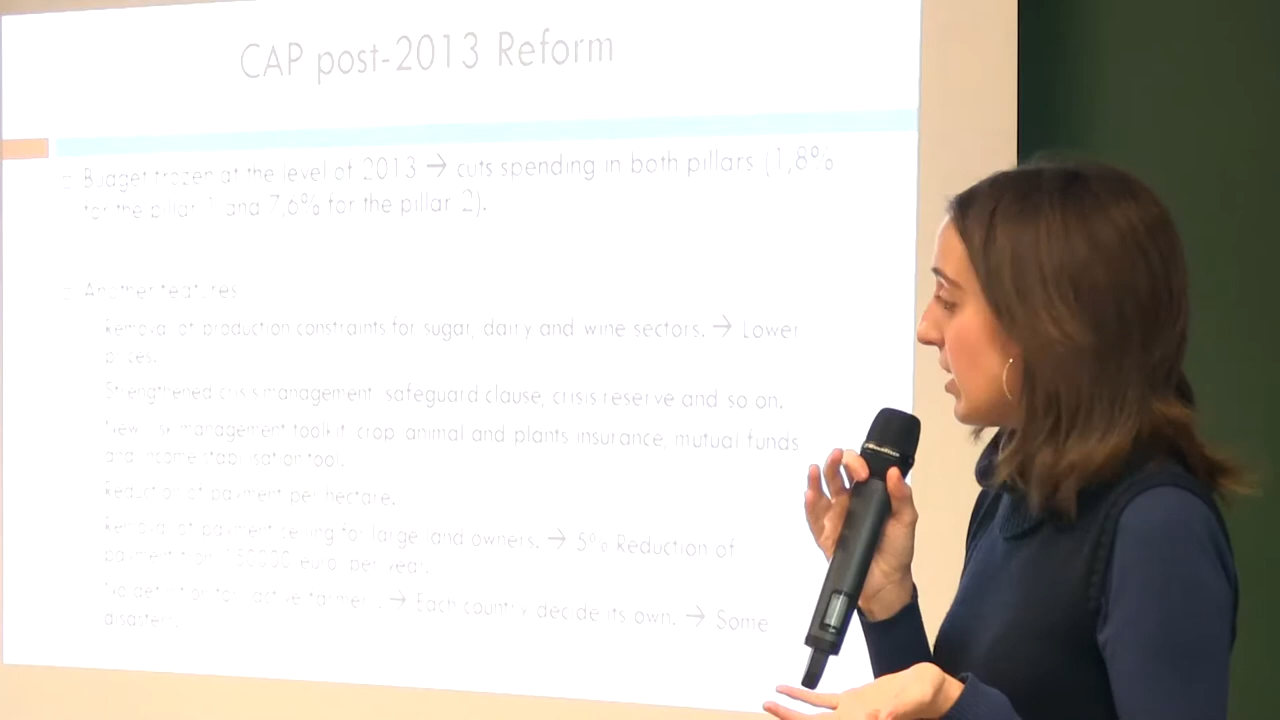 CAP post-2013 Reform
Budget frozen at the level of 2013 → cuts spending in both pillars (1,8%
for the pillar 1 and 7,6% for the pillar 2).
Another features
Removal of production constraints for sugar, dairy and wine sectors. → Lower
prices.
Strengthened crisis management: safeguard clause, crisis reserve and so on.
New risk management toolkit: crop, animal and plants insurance, mutual funds
and income stabilisation tool.
Reduction of payment per hectare.
Removal of payment ceiling for large land owners. → 5% Reduction of
payment from 150000 euro per year.
No definition for active farmer. → Each country decide its own. → Some
disasters.